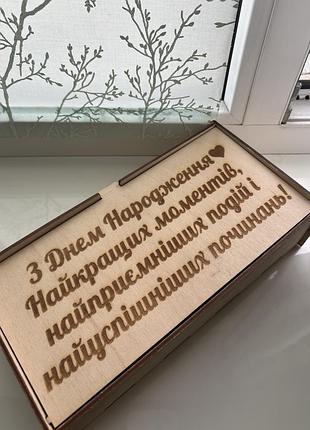 З Днем Народження♥
Найкращих моментів,
найприємніших подій і
найуспішніших починань!